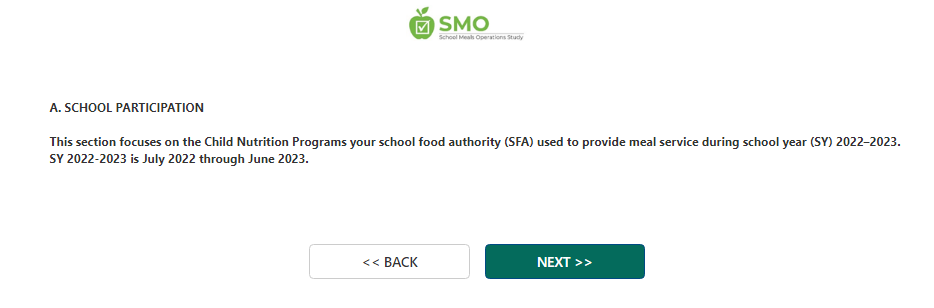 SMO
School Meals Operations Study
A. SCHOOL PARTICIPATION
This section focuses on the Child Nutrition Programs your school food authority (SFA) used to provide meal service during school year (SY) 2022–2023.
SY 2022-2023 is July 2022 through June 2023.
<< BACK
NEXT >>